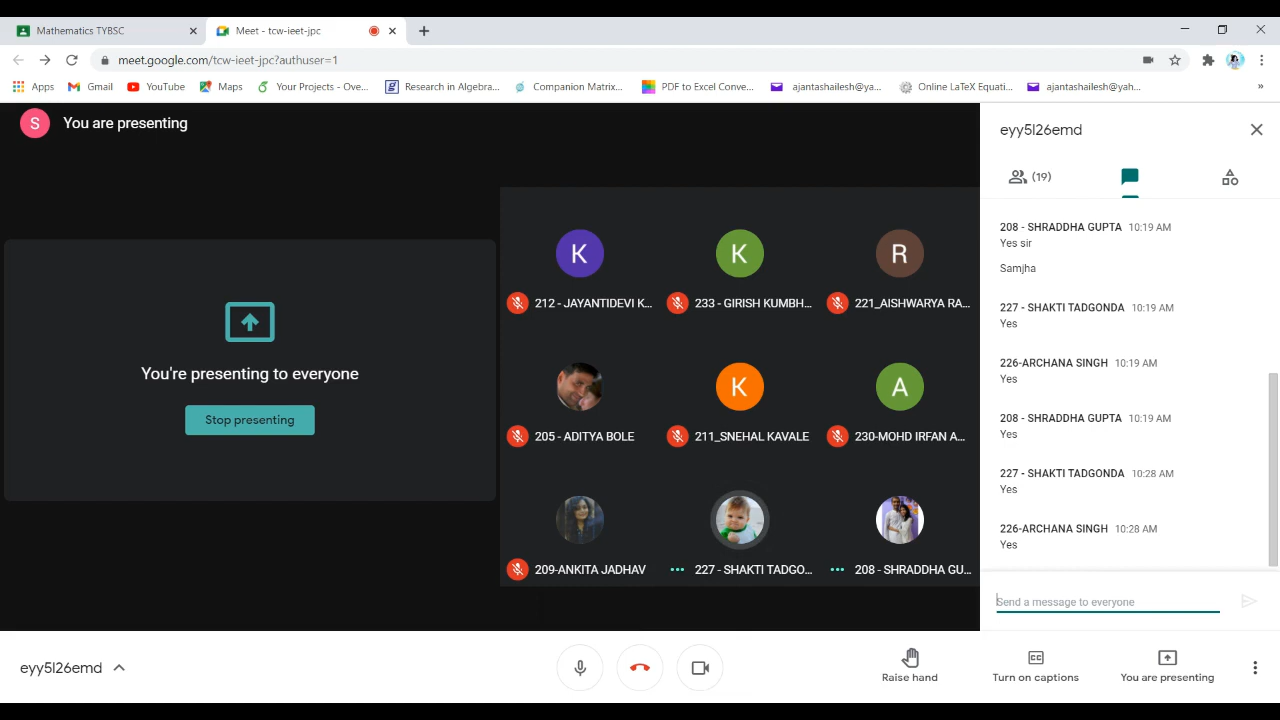 Mathematics TYBSC
Meet - tcw-ieet-jpc
meet.google.com/tcw-ieet-jpc?authuser=1
Apps
Gmail
YouTube
Maps
Your Projects - Ove...
Research in Algebra...
Companion Matrix...
PDF to Excel Conve...
ajantashailesh@ya...
Online LaTeX Equati...
ajantashailesh@yah...
»
S
You are presenting
You're presenting to everyone
Stop presenting
K
212 - JAYANTIDEVI K...
K
233 - GIRISH KUMBH...
R
221_AISHWARYA RA...
205 - ADITYA BOLE
K
211_SNEHAL KAVALE
A
230-MOHD IRFAN A...
209-ANKITA JADHAV
227 - SHAKTI TADGO...
208 - SHRADDHA GU...
eyy5l26emd
(19)
208 - SHRADDHA GUPTA 10:19 AM
Yes sir
Samjha
227 - SHAKTI TADGONDA 10:19 AM
Yes
226-ARCHANA SINGH 10:19 AM
Yes
208 - SHRADDHA GUPTA 10:19 AM
Yes
227 - SHAKTI TADGONDA 10:28 AM
Yes
226-ARCHANA SINGH 10:28 AM
Yes
Send a message to everyone
eyy5l26emd
Raise hand
CC
Turn on captions
You are presenting